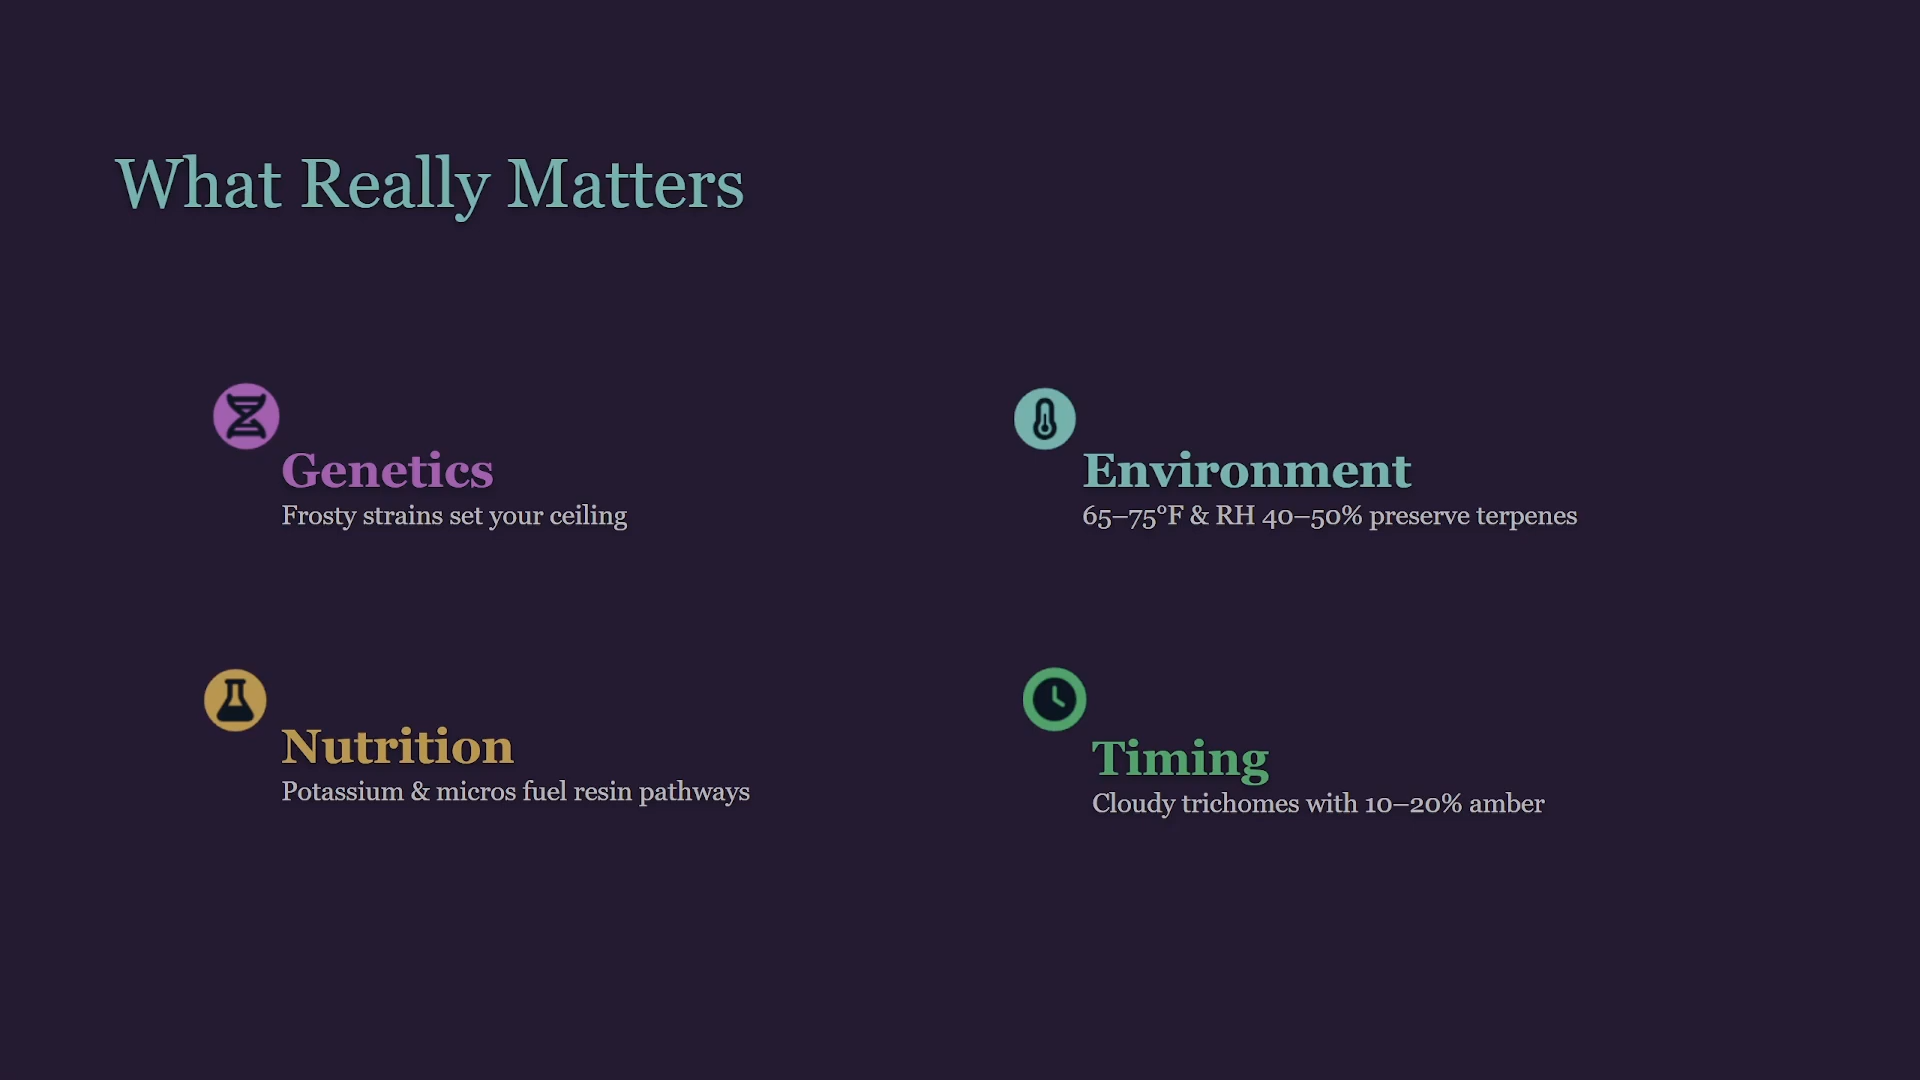 What Really Matters
Genetics
Frosty strains set your ceiling
Environment
65–75°F & RH 40–50% preserve terpenes
Nutrition
Potassium & micros fuel resin pathways
Timing
Cloudy trichomes with 10–20% amber